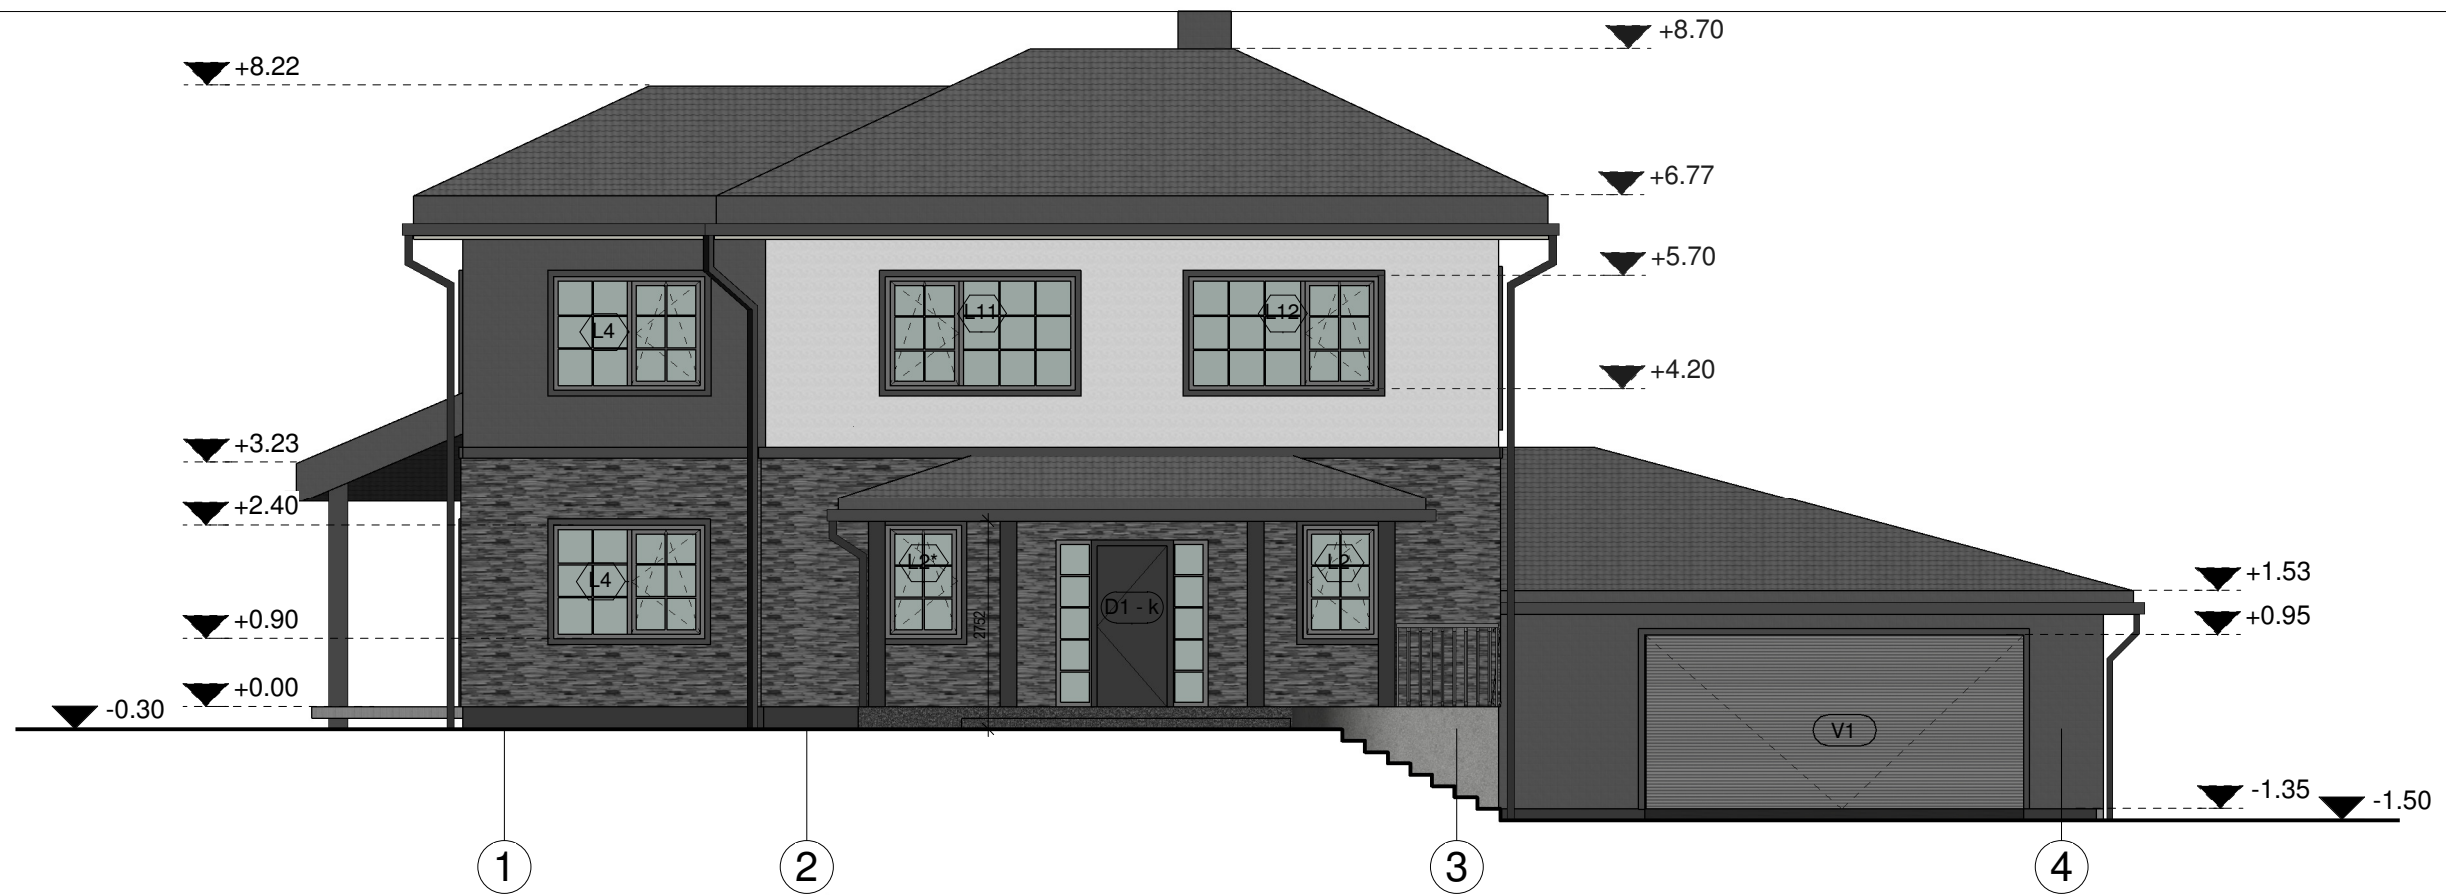 +8.70
+8.22
+6.77
+5.70
L11
L12
L4
+4.20
+3.23
+2.40
L2*
L2
+1.53
L4
D1 - k
+0.95
+0.90
2752
+0.00
-0.30
V1
-1.35
-1.50
1
2
3
4